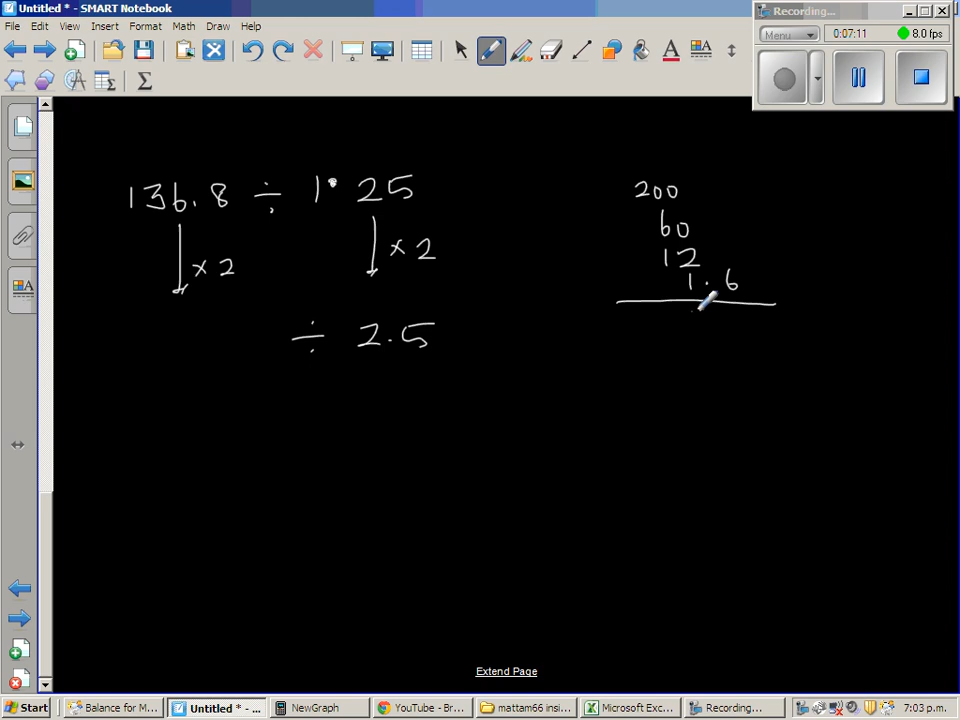 Untitled * - SMART Notebook
File Edit View Insert Format Math Draw Help
Recording...
Menu 0:07:11 8.0 fps
136.8 ÷ 1.25
× 2 × 2
÷ 2.5
200
60
12
1.6
Extend Page
Start Balance for M... Untitled * - ... NewGraph YouTube - Br... mattam66 insi... Microsoft Exc... Recording... 7:03 p.m.